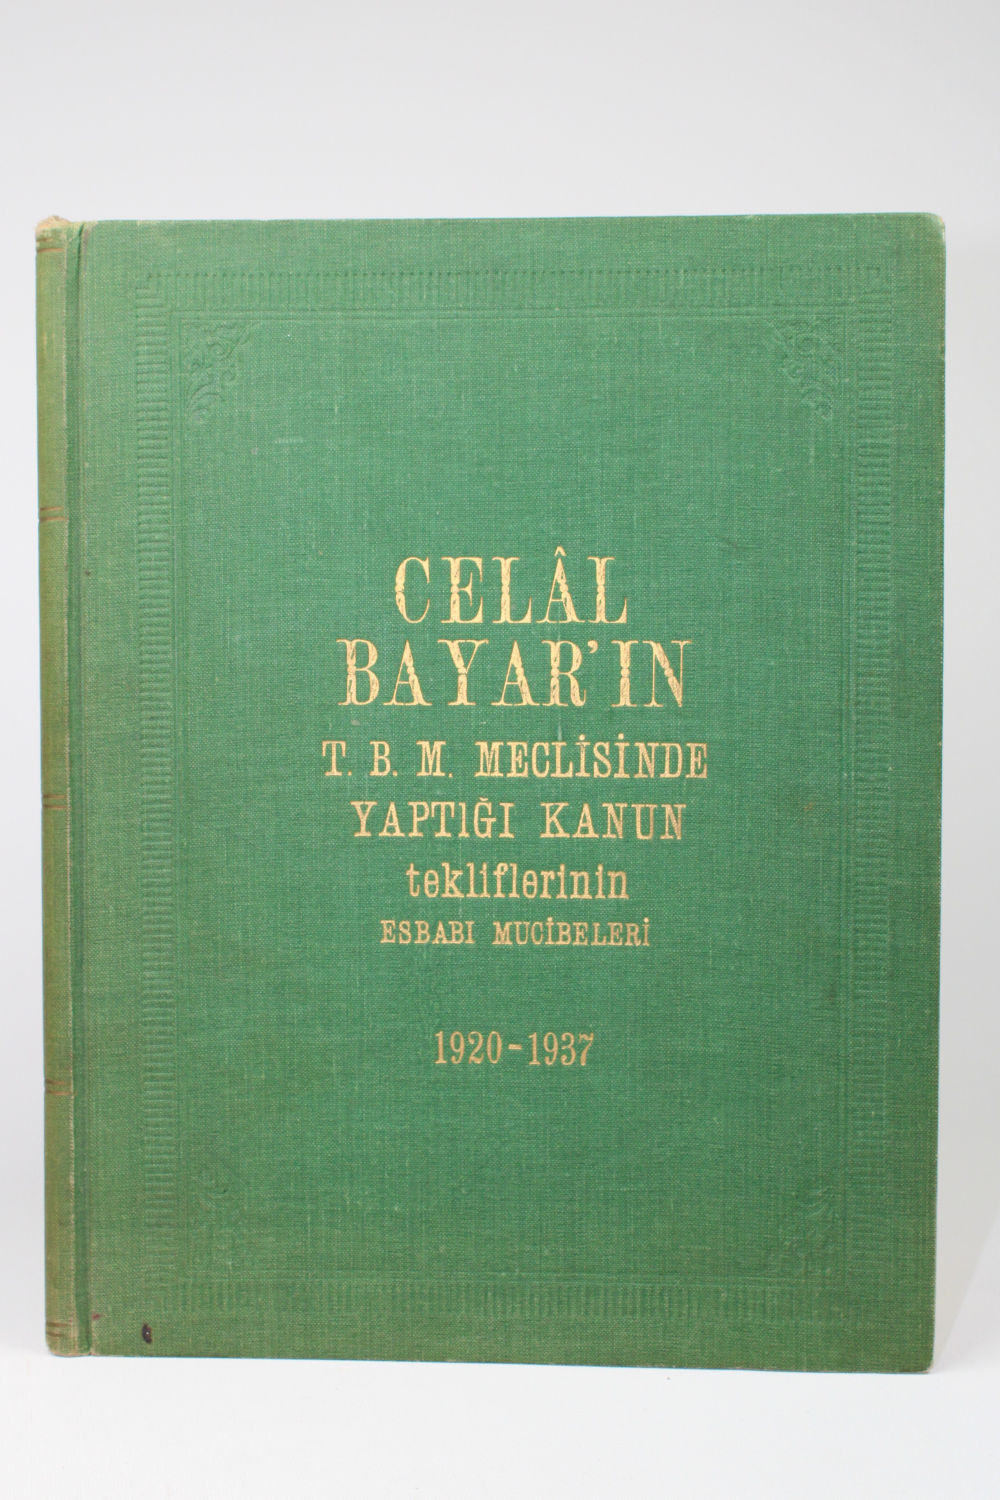 CELÂL
BAYAR'IN
T. B. M. MECLİSİNDE
YAPTIĞI KANUN
tekliflerinin
ESBABI MUCİBELERİ
1920-1937